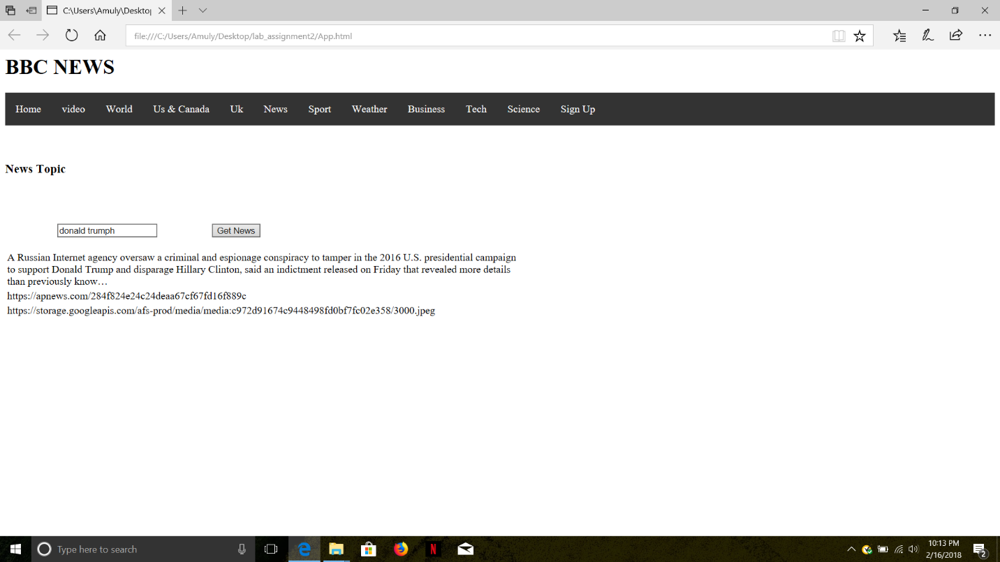 C:\Users\Amuly\Desktop
file:///C:/Users/Amuly/Desktop/lab_assignment2/App.html
BBC NEWS
Home video World Us & Canada Uk News Sport Weather Business Tech Science Sign Up
News Topic
donald trumph Get News
A Russian Internet agency oversaw a criminal and espionage conspiracy to tamper in the 2016 U.S. presidential campaign
to support Donald Trump and disparage Hillary Clinton, said an indictment released on Friday that revealed more details
than previously know…
https://apnews.com/284f824e24c24deaa67cf67fd16f889c
https://storage.googleapis.com/afs-prod/media/media:c972d91674c9448498fd0bf7fc02e358/3000.jpeg
Type here to search
N
10:13 PM
2/16/2018
2